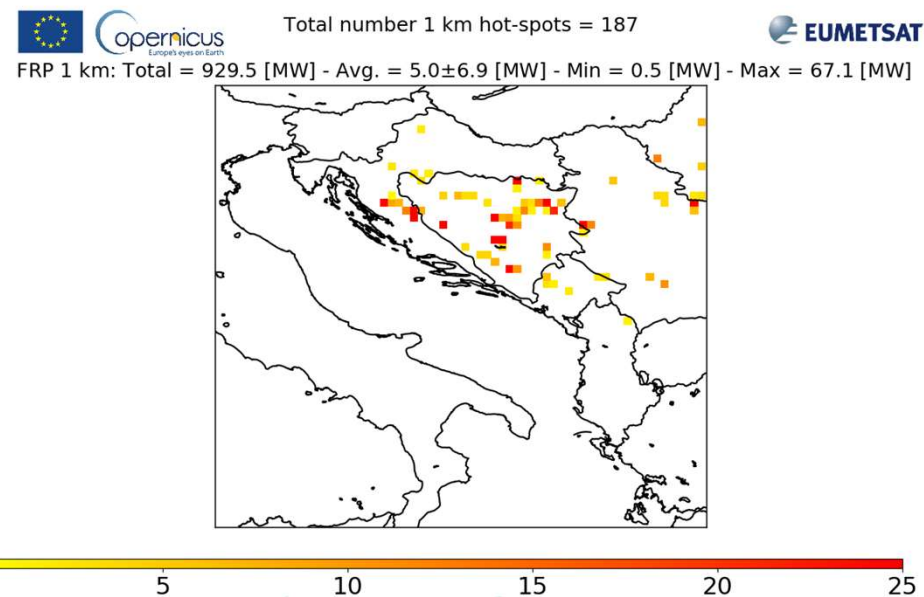 Total number 1 km hot-spots = 187
opernicus
Europe's eyes on Earth
EUMETSAT
FRP 1 km: Total = 929.5 [MW] - Avg. = 5.0±6.9 [MW] - Min = 0.5 [MW] - Max = 67.1 [MW]
5 10 15 20 25